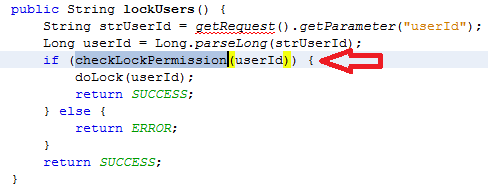 public String lockUsers() {
String strUserId = getRequest().getParameter("userId");
Long userId = Long.parseLong(strUserId);
if (checkLockPermission(userId)) {
doLock(userId);
return SUCCESS;
} else {
return ERROR;
}
return SUCCESS;
}